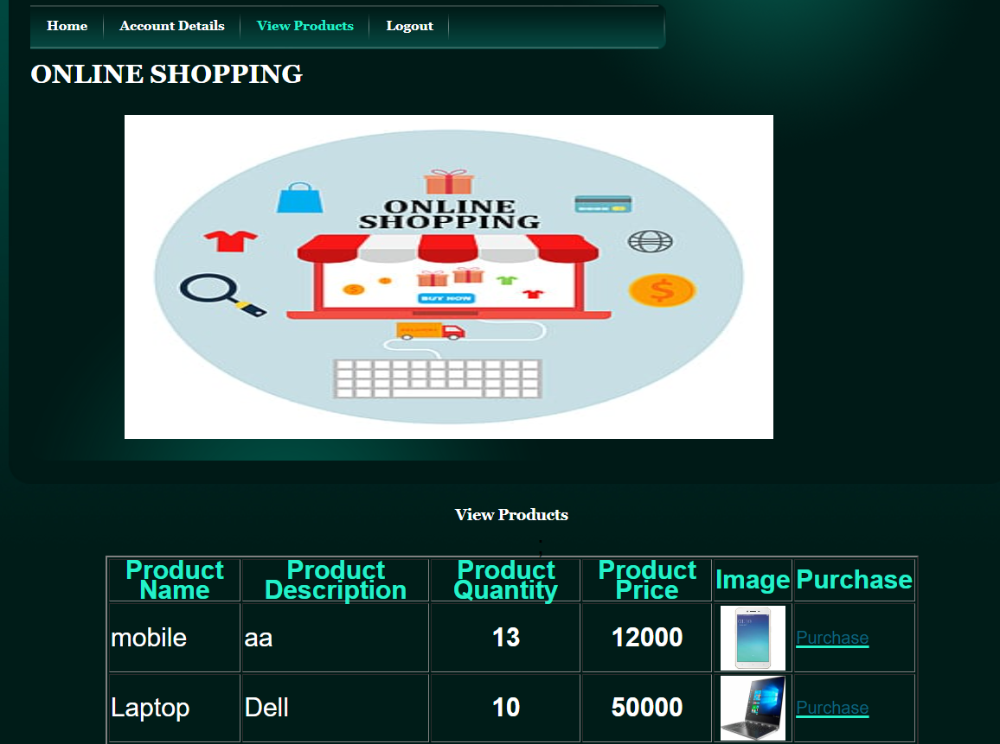 Home Account Details View Products Logout
ONLINE SHOPPING
ONLINE
SHOPPING
BUY NOW
DELIVERY
View Products
Product Name Product Description Product Quantity Product Price Image Purchase
mobile aa 13 12000 Purchase
Laptop Dell 10 50000 Purchase